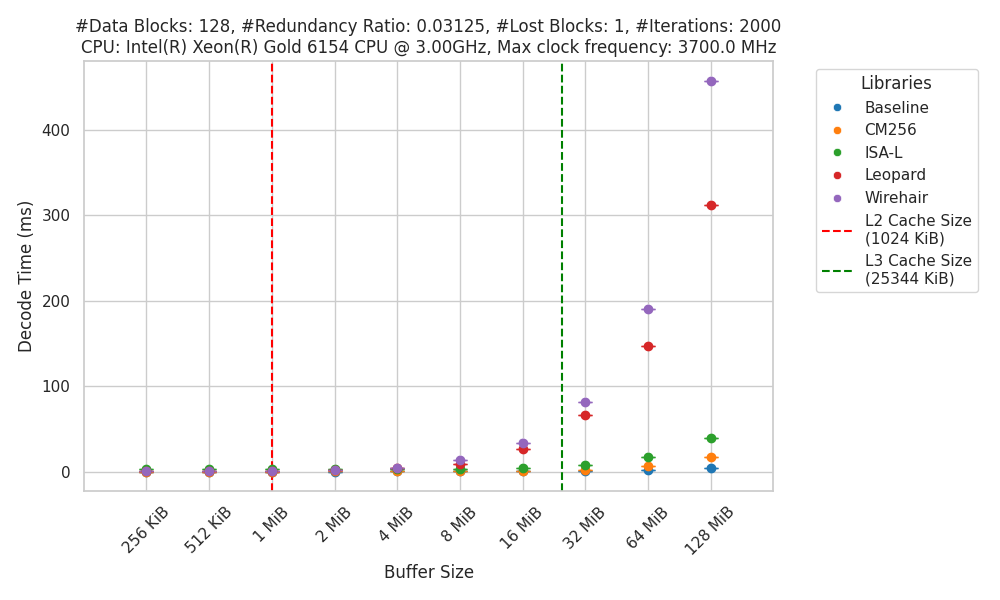 #Data Blocks: 128, #Redundancy Ratio: 0.03125, #Lost Blocks: 1, #Iterations: 2000
CPU: Intel(R) Xeon(R) Gold 6154 CPU @ 3.00GHz, Max clock frequency: 3700.0 MHz
Decode Time (ms)
400
300
200
100
0
256 KiB
512 KiB
1 MiB
2 MiB
4 MiB
8 MiB
16 MiB
32 MiB
64 MiB
128 MiB
Buffer Size
Libraries
Baseline
CM256
ISA-L
Leopard
Wirehair
L2 Cache Size
(1024 KiB)
L3 Cache Size
(25344 KiB)